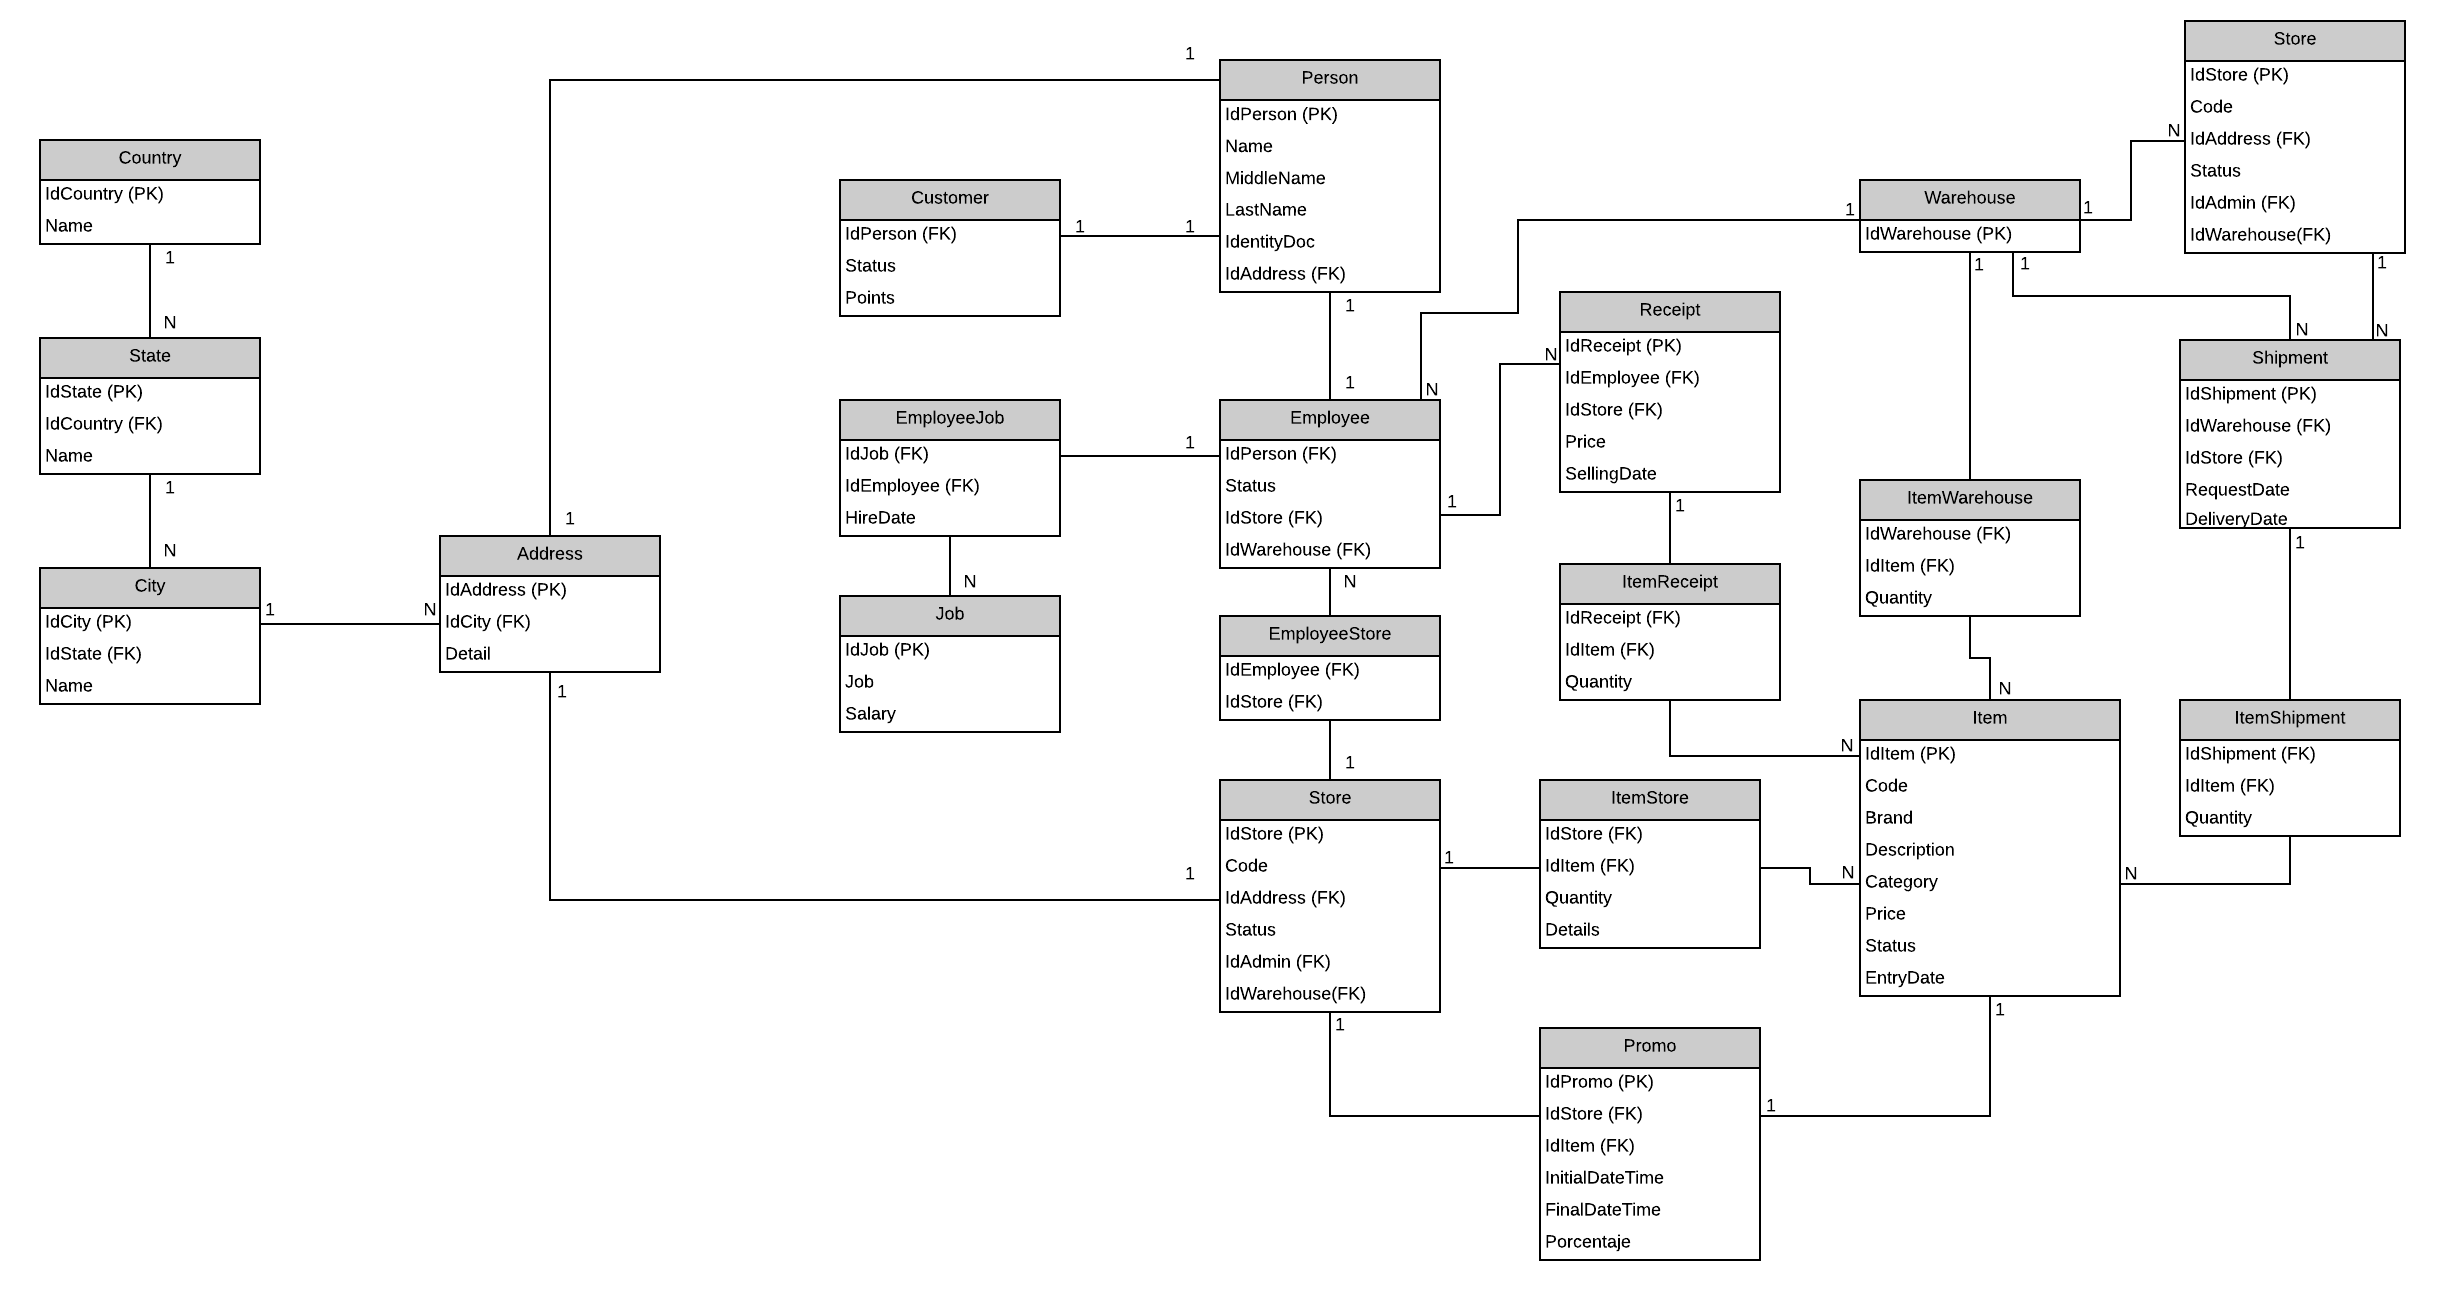 Country
IdCountry (PK)
Name
1
N
State
IdState (PK)
IdCountry (FK)
Name
1
N
City
IdCity (PK)
IdState (FK)
Name
1
N
Address
IdAddress (PK)
IdCity (FK)
Detail
1
1
1
1
Customer
IdPerson (FK)
Status
Points
1
1
Person
IdPerson (PK)
Name
MiddleName
LastName
IdentityDoc
IdAddress (FK)
1
1
EmployeeJob
IdJob (FK)
IdEmployee (FK)
HireDate
1
N
Job
IdJob (PK)
Job
Salary
Employee
IdPerson (FK)
Status
IdStore (FK)
IdWarehouse (FK)
N
1
N
EmployeeStore
IdEmployee (FK)
IdStore (FK)
1
Store
IdStore (PK)
Code
IdAddress (FK)
Status
IdAdmin (FK)
IdWarehouse(FK)
1
1
Receipt
IdReceipt (PK)
IdEmployee (FK)
IdStore (FK)
Price
SellingDate
N
1
ItemReceipt
IdReceipt (FK)
IdItem (FK)
Quantity
N
ItemStore
IdStore (FK)
IdItem (FK)
Quantity
Details
N
Promo
IdPromo (PK)
IdStore (FK)
IdItem (FK)
InitialDateTime
FinalDateTime
Porcentaje
1
1
Warehouse
IdWarehouse (PK)
1
1
1
1
ItemWarehouse
IdWarehouse (FK)
IdItem (FK)
Quantity
N
Item
IdItem (PK)
Code
Brand
Description
Category
Price
Status
EntryDate
N
Store
IdStore (PK)
Code
IdAddress (FK)
Status
IdAdmin (FK)
IdWarehouse(FK)
N
1
N
N
Shipment
IdShipment (PK)
IdWarehouse (FK)
IdStore (FK)
RequestDate
DeliveryDate
1
ItemShipment
IdShipment (FK)
IdItem (FK)
Quantity